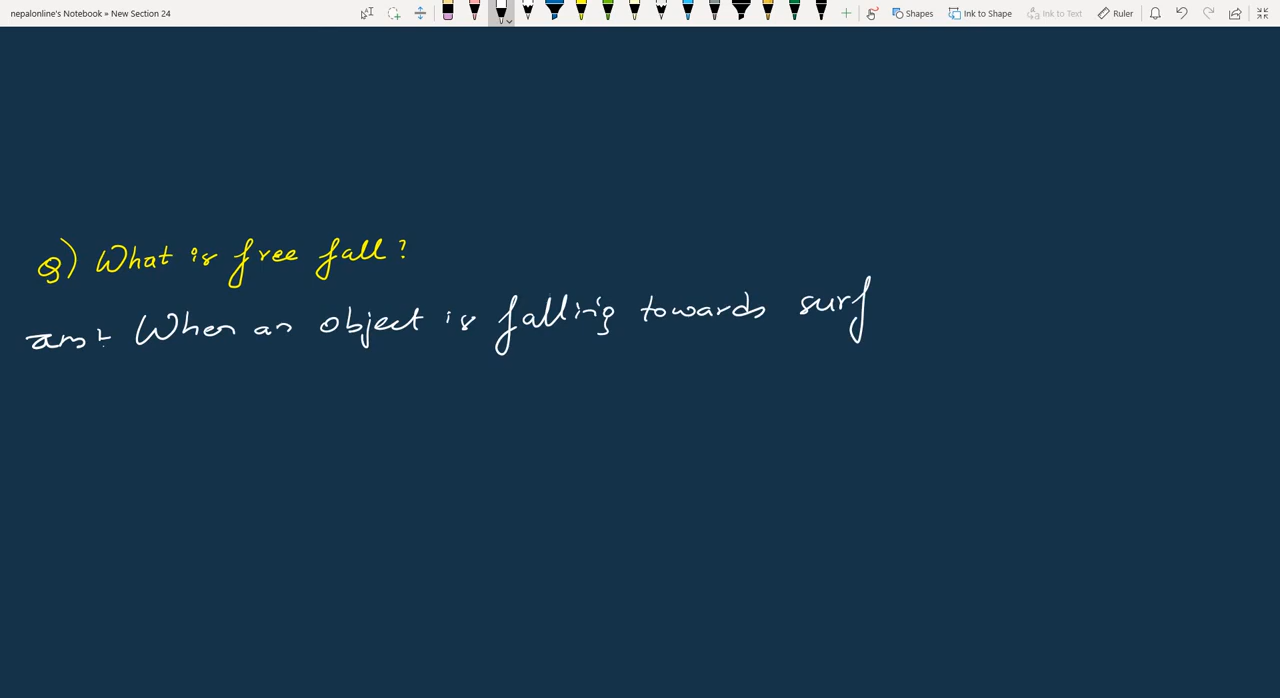 nepalonline's Notebook » New Section 24
Shapes
Ink to Shape
Ink to Text
Ruler
Q) What is free fall?
ans: When an object is falling towards surf